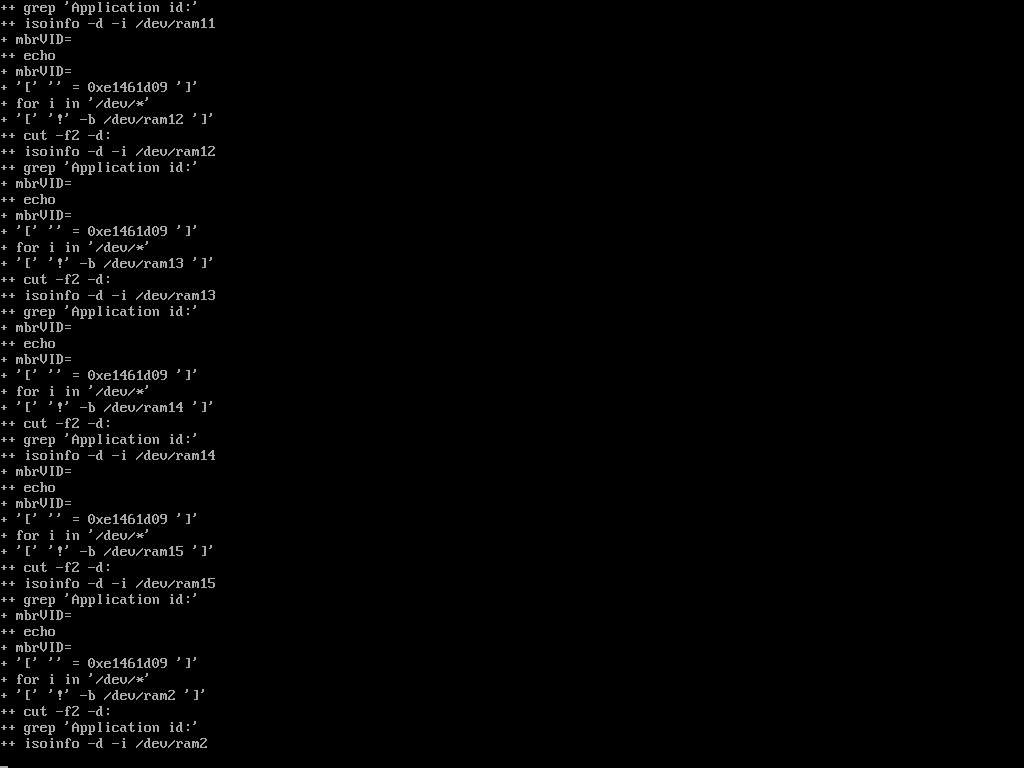 ++ grep 'Application id:'
++ isoinfo -d -i /dev/ram11
+ mbrVID=
++ echo
+ mbrVID=
+ '[' '' = 0xe1461d09 ']'
+ for i in '/dev/*'
+ '[' '!' -b /dev/ram12 ']'
++ cut -f2 -d:
++ isoinfo -d -i /dev/ram12
++ grep 'Application id:'
+ mbrVID=
++ echo
+ mbrVID=
+ '[' '' = 0xe1461d09 ']'
+ for i in '/dev/*'
+ '[' '!' -b /dev/ram13 ']'
++ cut -f2 -d:
++ isoinfo -d -i /dev/ram13
++ grep 'Application id:'
+ mbrVID=
++ echo
+ mbrVID=
+ '[' '' = 0xe1461d09 ']'
+ for i in '/dev/*'
+ '[' '!' -b /dev/ram14 ']'
++ cut -f2 -d:
++ grep 'Application id:'
++ isoinfo -d -i /dev/ram14
+ mbrVID=
++ echo
+ mbrVID=
+ '[' '' = 0xe1461d09 ']'
+ for i in '/dev/*'
+ '[' '!' -b /dev/ram15 ']'
++ cut -f2 -d:
++ isoinfo -d -i /dev/ram15
++ grep 'Application id:'
+ mbrVID=
++ echo
+ mbrVID=
+ '[' '' = 0xe1461d09 ']'
+ for i in '/dev/*'
+ '[' '!' -b /dev/ram2 ']'
++ cut -f2 -d:
++ grep 'Application id:'
++ isoinfo -d -i /dev/ram2